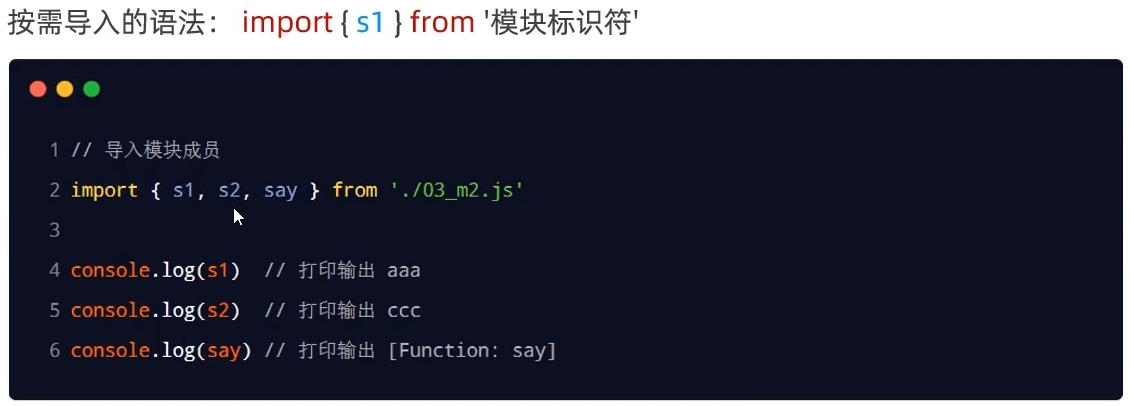 按需导入的语法： import { s1 } from '模块标识符'
1 // 导入模块成员
2 import { s1, s2, say } from './03_m2.js'
3
4 console.log(s1)  // 打印输出 aaa
5 console.log(s2)  // 打印输出 ccc
6 console.log(say) // 打印输出 [Function: say]